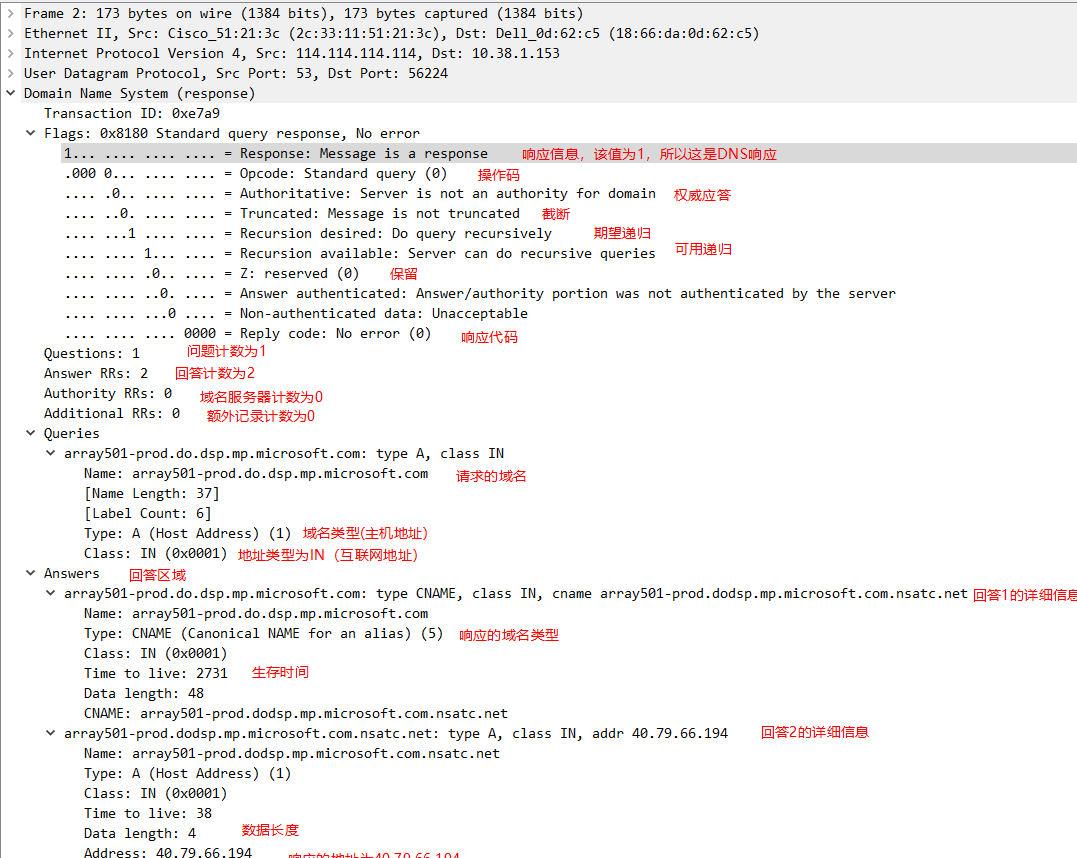 Frame 2: 173 bytes on wire (1384 bits), 173 bytes captured (1384 bits)
Ethernet II, Src: Cisco_51:21:3c (2c:33:11:51:21:3c), Dst: Dell_0d:62:c5 (18:66:da:0d:62:c5)
Internet Protocol Version 4, Src: 114.114.114.114, Dst: 10.38.1.153
User Datagram Protocol, Src Port: 53, Dst Port: 56224
Domain Name System (response)
Transaction ID: 0xe7a9
Flags: 0x8180 Standard query response, No error
1... .... .... .... = Response: Message is a response 响应信息，该值为1，所以这是DNS响应
.000 0... .... .... = Opcode: Standard query (0) 操作码
.... .0.. .... .... = Authoritative: Server is not an authority for domain 权威应答
.... ..0. .... .... = Truncated: Message is not truncated 截断
.... ...1 .... .... = Recursion desired: Do query recursively 期望递归
.... .... 1... .... = Recursion available: Server can do recursive queries 可用递归
.... .... .0.. .... = Z: reserved (0) 保留
.... .... ..0. .... = Answer authenticated: Answer/authority portion was not authenticated by the server
.... .... ...0 .... = Non-authenticated data: Unacceptable
.... .... .... 0000 = Reply code: No error (0) 响应代码
Questions: 1 问题计数为1
Answer RRs: 2 回答计数为2
Authority RRs: 0 域名服务器计数为0
Additional RRs: 0 额外记录计数为0
Queries
array501-prod.do.dsp.mp.microsoft.com: type A, class IN
Name: array501-prod.do.dsp.mp.microsoft.com 请求的域名
[Name Length: 37]
[Label Count: 6]
Type: A (Host Address) (1) 域名类型(主机地址)
Class: IN (0x0001) 地址类型为IN（互联网地址）
Answers 回答区域
array501-prod.do.dsp.mp.microsoft.com: type CNAME, class IN, cname array501-prod.dodsp.mp.microsoft.com.nsatc.net 回答1的详细信息
Name: array501-prod.do.dsp.mp.microsoft.com
Type: CNAME (Canonical NAME for an alias) (5) 响应的域名类型
Class: IN (0x0001)
Time to live: 2731 生存时间
Data length: 48
CNAME: array501-prod.dodsp.mp.microsoft.com.nsatc.net
array501-prod.dodsp.mp.microsoft.com.nsatc.net: type A, class IN, addr 40.79.66.194 回答2的详细信息
Name: array501-prod.dodsp.mp.microsoft.com.nsatc.net
Type: A (Host Address) (1)
Class: IN (0x0001)
Time to live: 38
Data length: 4 数据长度
Address: 40.79.66.194 响应的地址为40.79.66.194